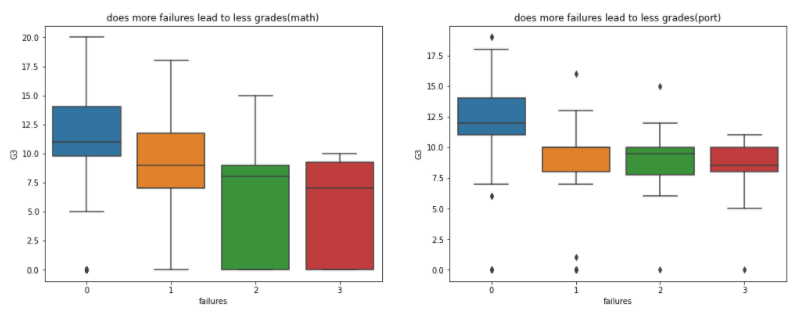 does more failures lead to less grades(math)
20.0
17.5
15.0
12.5
10.0
7.5
5.0
2.5
0.0
G3
0 1 2 3
failures
does more failures lead to less grades(port)
17.5
15.0
12.5
10.0
7.5
5.0
2.5
0.0
G3
0 1 2 3
failures